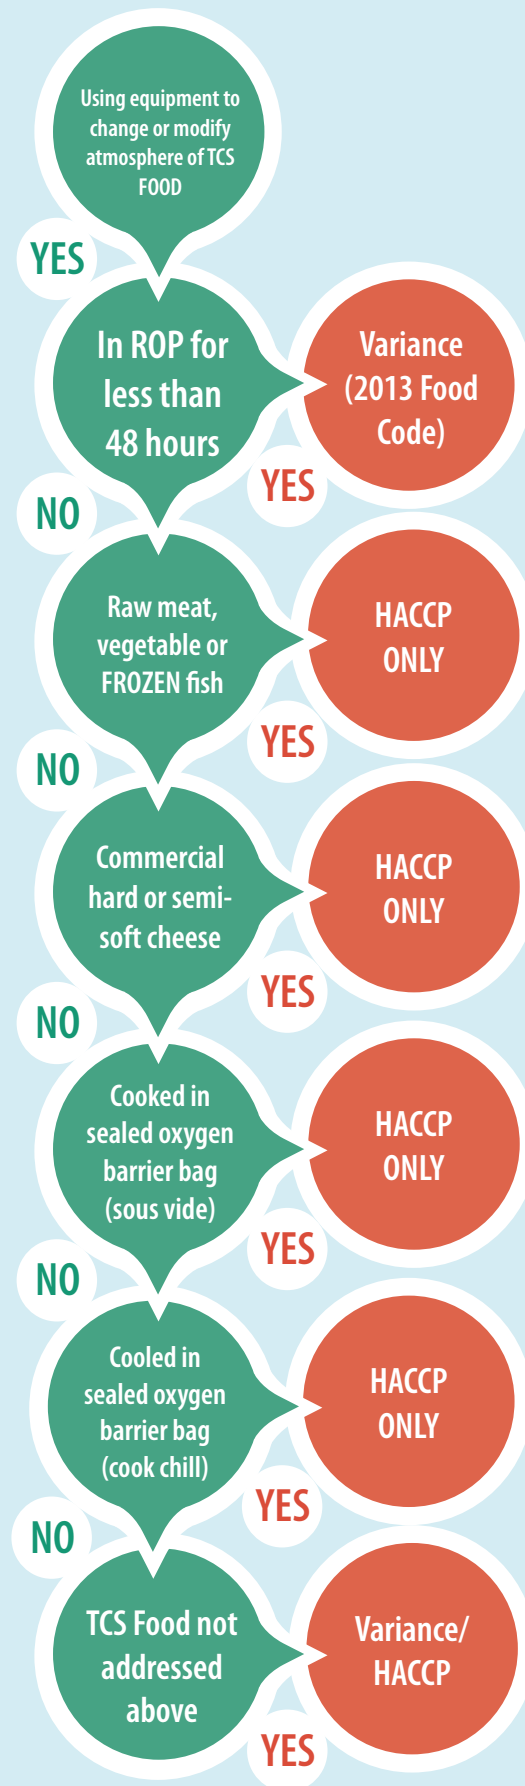 Using equipment to
change or modify
atmosphere of TCS
FOOD
YES
In ROP for
less than
48 hours
Variance
(2013 Food
Code)
YES
NO
Raw meat,
vegetable or
FROZEN fish
HACCP
ONLY
YES
NO
Commercial
hard or semi-
soft cheese
HACCP
ONLY
YES
NO
Cooked in
sealed oxygen
barrier bag
(sous vide)
HACCP
ONLY
YES
NO
Cooled in
sealed oxygen
barrier bag
(cook chill)
HACCP
ONLY
YES
NO
TCS Food not
addressed
above
Variance/
HACCP
YES